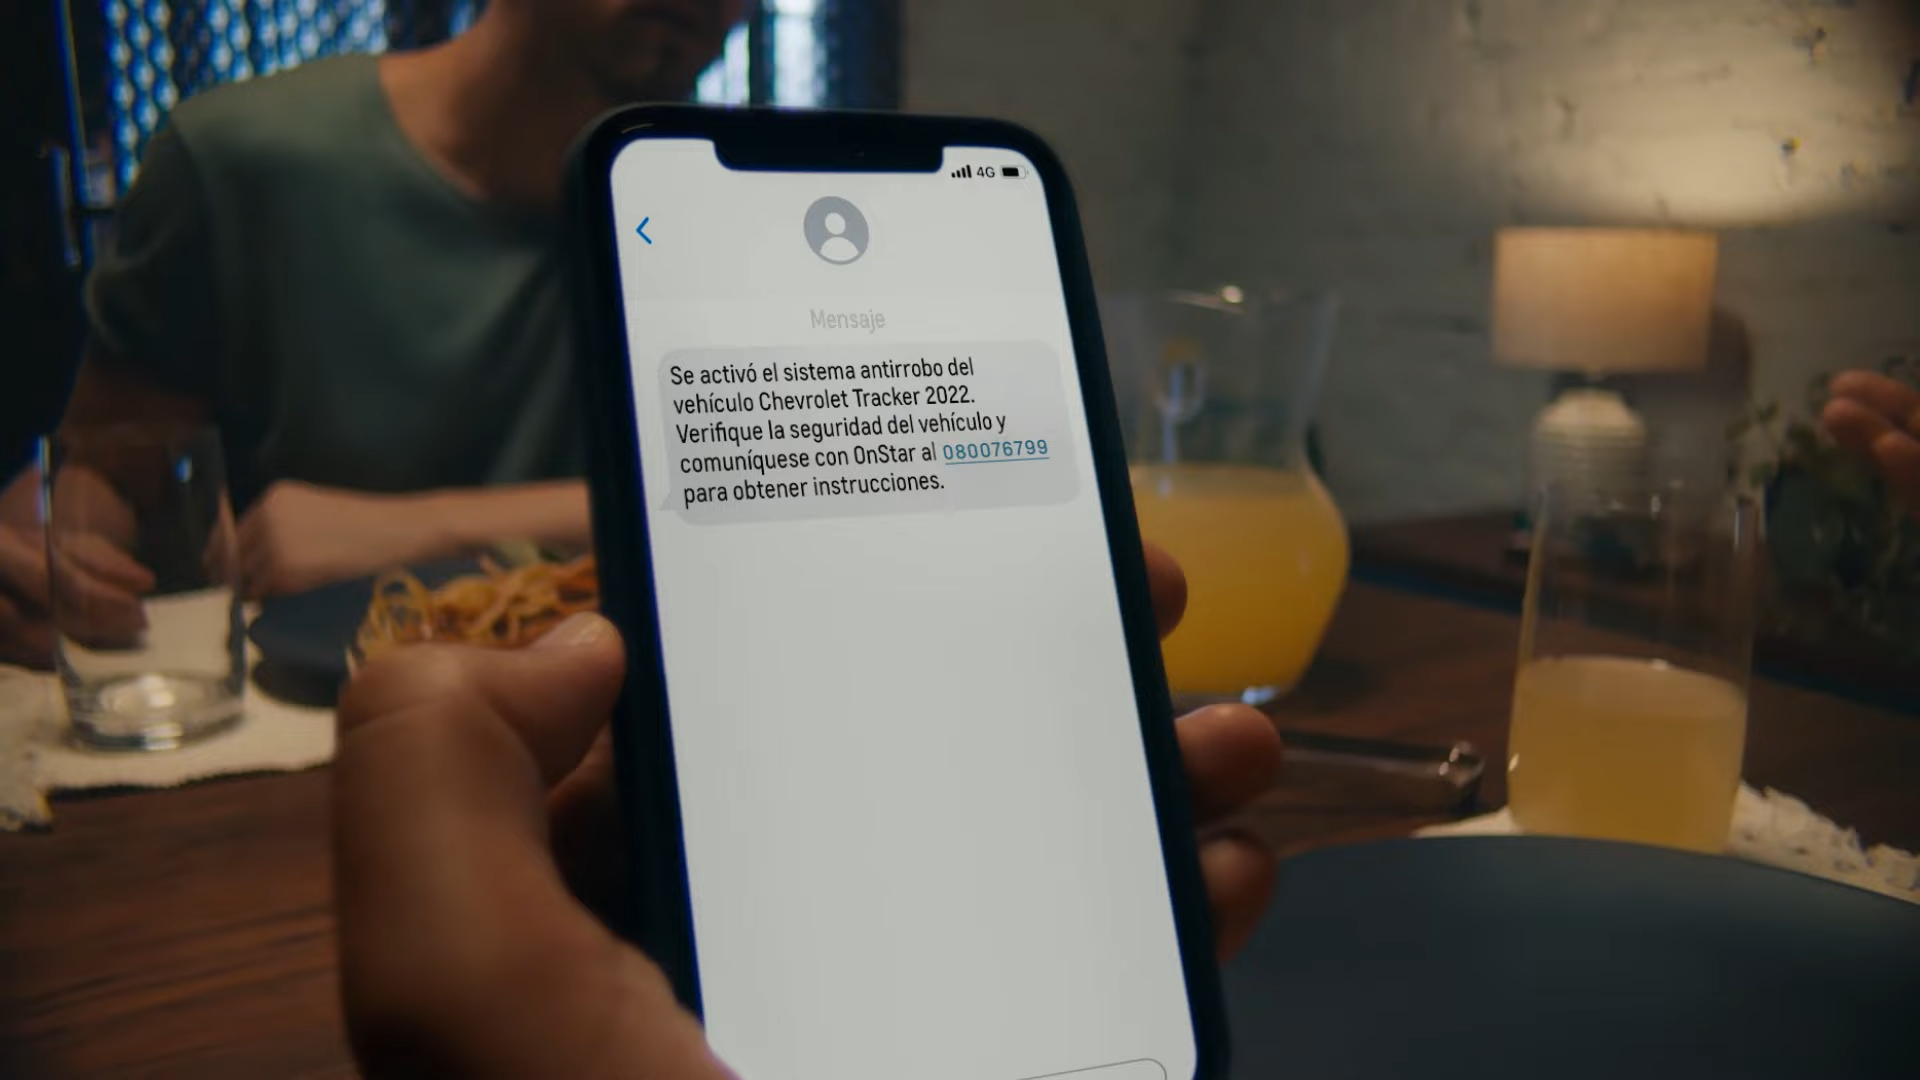 4G
Mensaje
Se activó el sistema antirrobo del
vehículo Chevrolet Tracker 2022.
Verifique la seguridad del vehículo y
comuníquese con OnStar al 080076799
para obtener instrucciones.